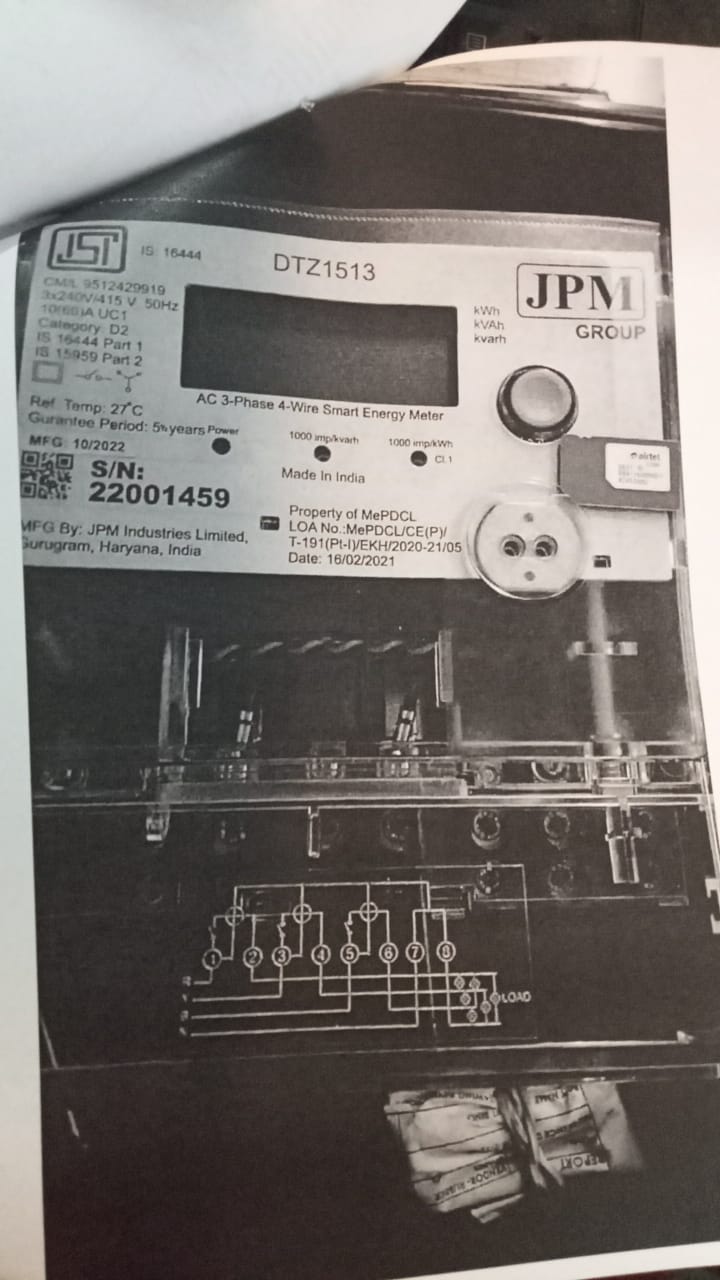 ISI
IS 16444
DTZ1513
CM/L 9512429919
3x240V/415 V 50Hz
10(60)A UC1
Category: D2
IS 16444 Part 1
IS 15959 Part 2
JPM
GROUP
kWh
kVAh
kvarh
AC 3-Phase 4-Wire Smart Energy Meter
Ref. Temp: 27°C
Gurantee Period: 5½ years
Power
1000 imp/kvarh
1000 imp/kWh
Cl.1
MFG: 10/2022
S/N:
22001459
Made In India
airtel
MFG By: JPM Industries Limited,
Gurugram, Haryana, India
Property of MePDCL
LOA No.:MePDCL/CE(P)/
T-191(Pt-I)/EKH/2020-21/05
Date: 16/02/2021
1 2 3 4 5 6 7 8
LOAD
REPORT